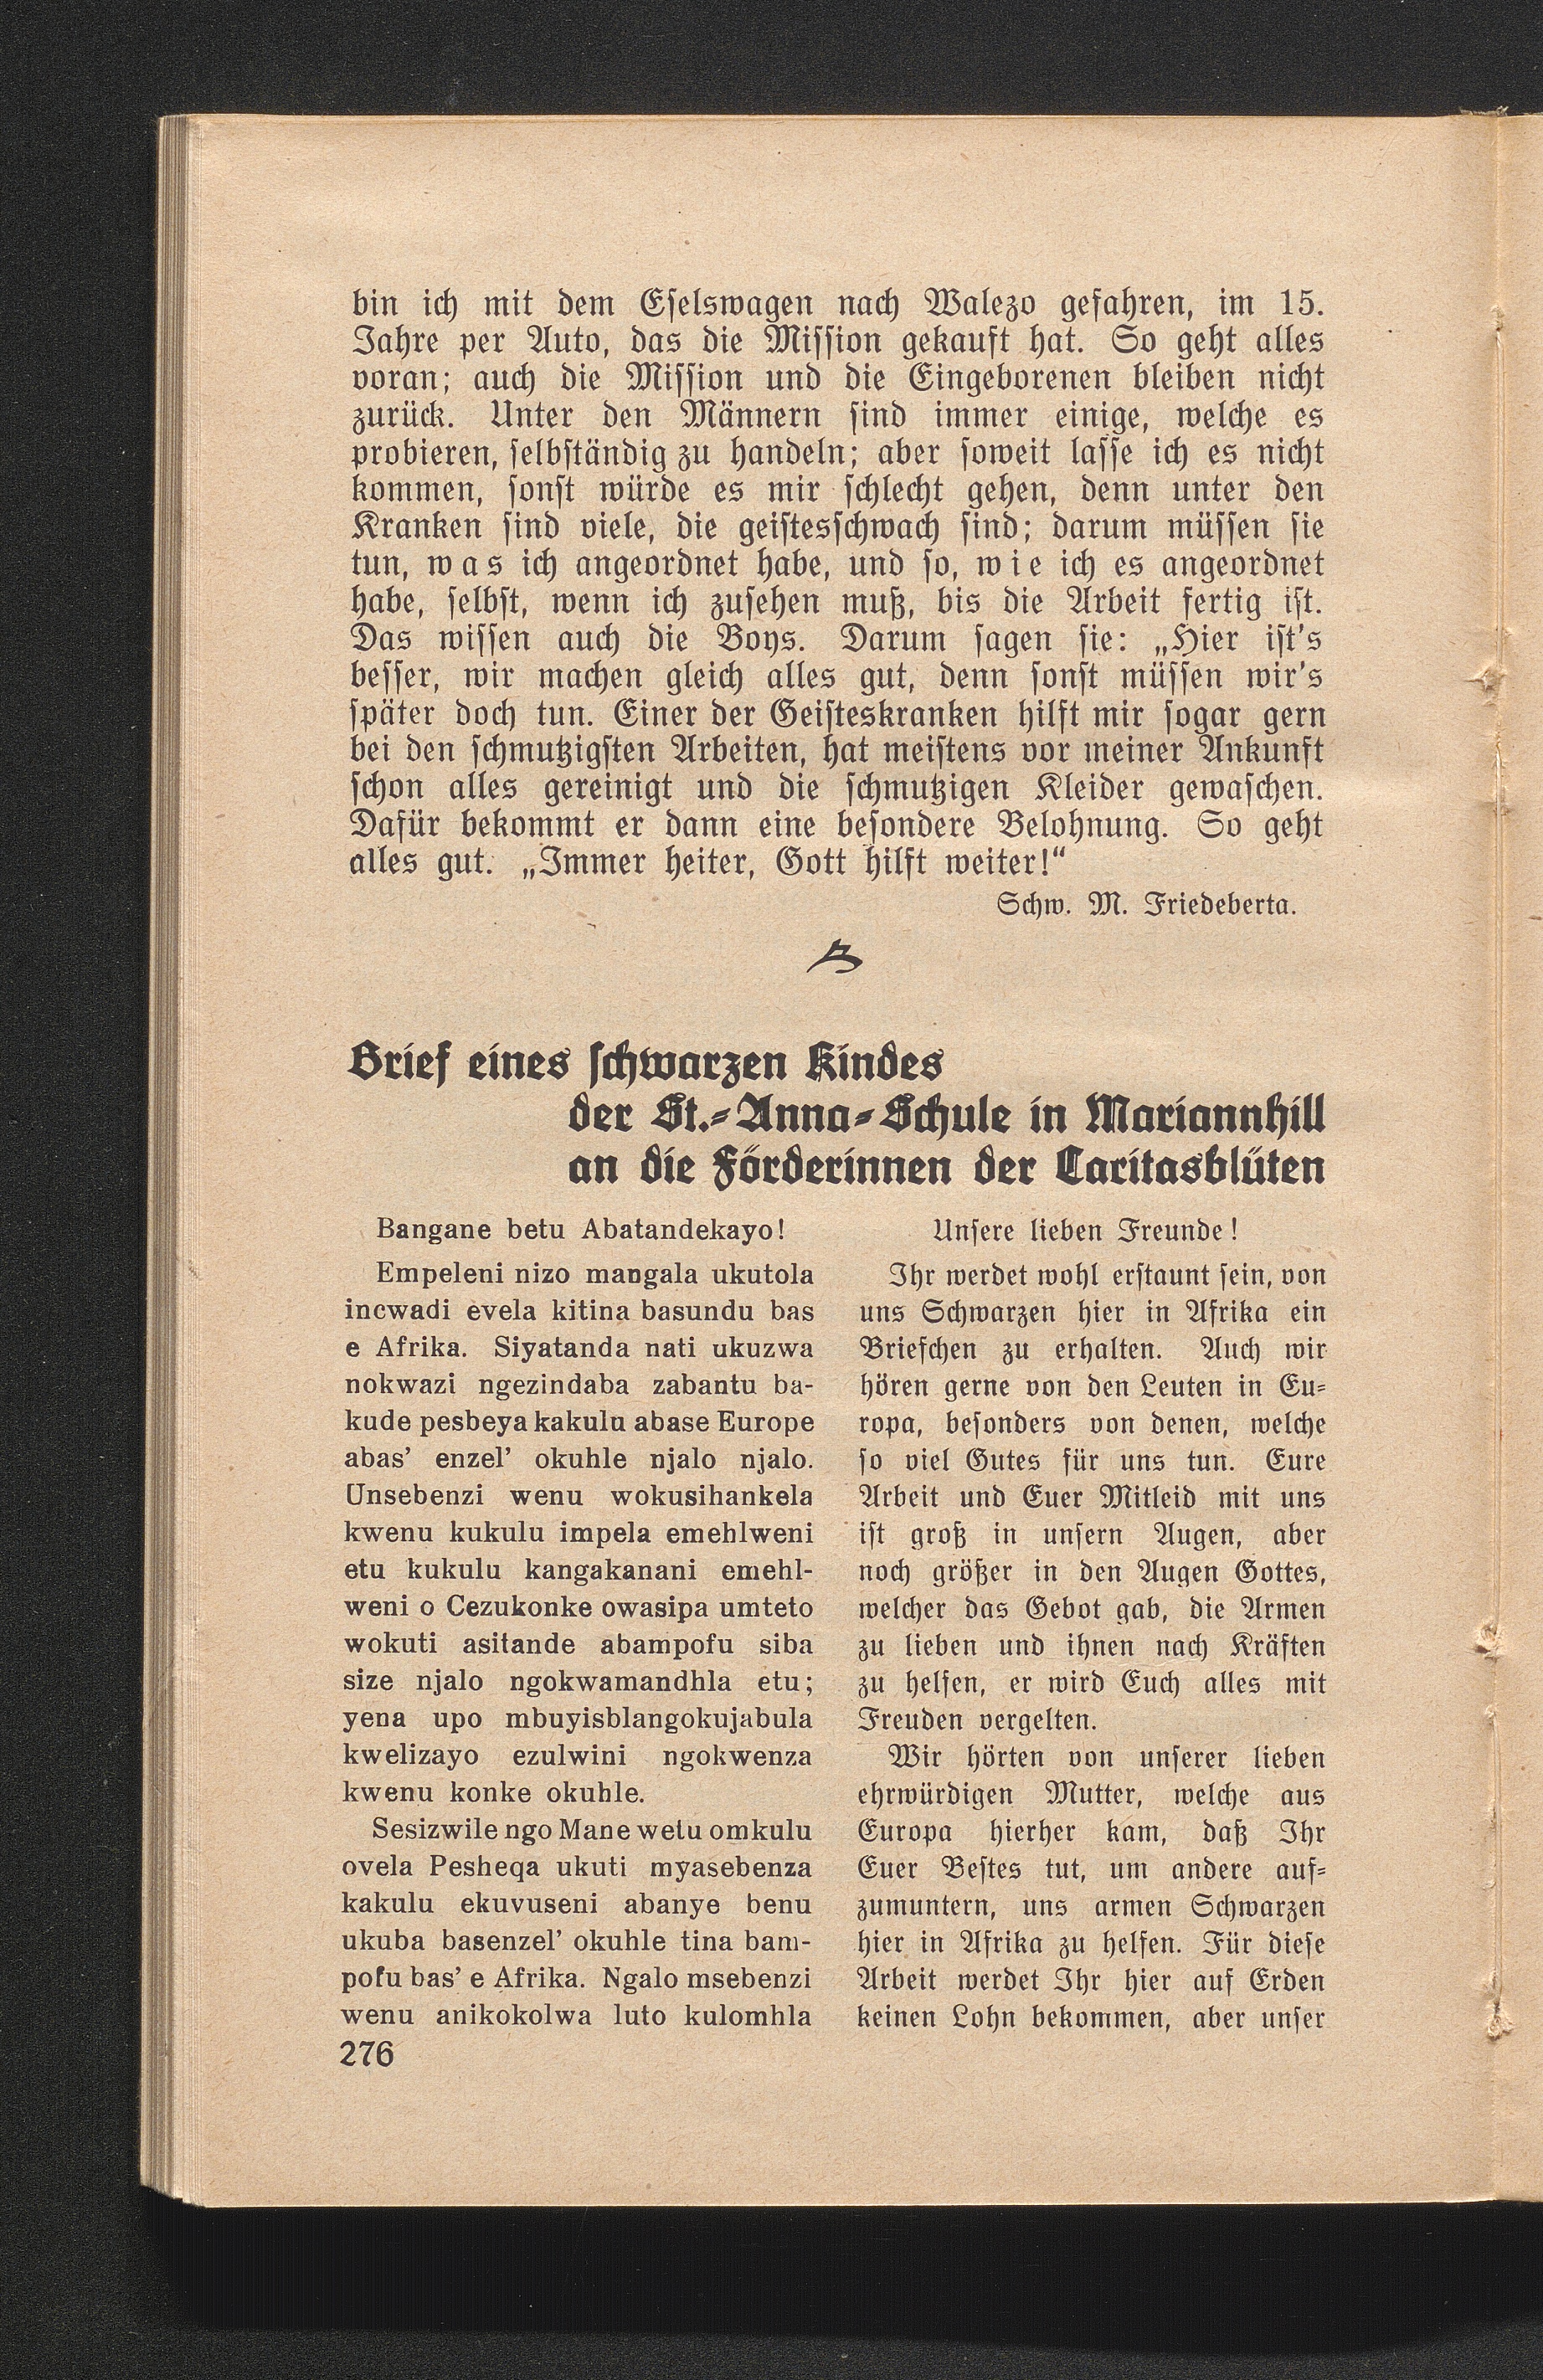 bin ich mit dem Eselswagen nach Walezo gefahren, im 15.
Jahre per Auto, das die Mission gekauft hat. So geht alles
voran; auch die Mission und die Eingeborenen bleiben nicht
zurück. Unter den Männern sind immer einige, welche es
probieren, selbständig zu handeln; aber soweit lasse ich es nicht
kommen, sonst würde es mir schlecht gehen, denn unter den
Kranken sind viele, die geistesschwach sind; darum müssen sie
tun, was ich angeordnet habe, und so, wie ich es angeordnet
habe, selbst, wenn ich zusehen muß, bis die Arbeit fertig ist.
Das wissen auch die Boys. Darum sagen sie: „Hier ist's
besser, wir machen gleich alles gut, denn sonst müssen wir's
später doch tun. Einer der Geisteskranken hilft mir sogar gern
bei den schmutzigsten Arbeiten, hat meistens vor meiner Ankunft
schon alles gereinigt und die schmutzigen Kleider gewaschen.
Dafür bekommt er dann eine besondere Belohnung. So geht
alles gut. „Immer heiter, Gott hilft weiter!“
Schw. M. Friedeberta.
Brief eines schwarzen Kindes
der St.-Anna-Schule in Mariannhill
an die Förderinnen der Caritasblüten
Bangane betu Abatandekayo!
Empeleni nizo mangala ukutola
incwadi evela kitina basundu bas
e Afrika. Siyatanda nati ukuzwa
nokwazi ngezindaba zabantu ba-
kude pesbeya kakulu abase Europe
abas' enzel' okuhle njalo njalo.
Unsebenzi wenu wokusihankela
kwenu kukulu impela emehlweni
etu kukulu kangakanani emehl-
weni o Cezukonke owasipa umteto
wokuti asitande abampofu siba
size njalo ngokwamandhla etu;
yena upo mbuyisblangokujabula
kwelizayo ezulwini ngokwenza
kwenu konke okuhle.
Sesizwile ngo Mane wetu omkulu
ovela Pesheqa ukuti myasebenza
kakulu ekuvuseni abanye benu
ukuba basenzel' okuhle tina bam-
pofu bas' e Afrika. Ngalo msebenzi
wenu anikokolwa luto kulomhla
Unsere lieben Freunde!
Ihr werdet wohl erstaunt sein, von
uns Schwarzen hier in Afrika ein
Briefchen zu erhalten. Auch wir
hören gerne von den Leuten in Eu-
ropa, besonders von denen, welche
so viel Gutes für uns tun. Eure
Arbeit und Euer Mitleid mit uns
ist groß in unsern Augen, aber
noch größer in den Augen Gottes,
welcher das Gebot gab, die Armen
zu lieben und ihnen nach Kräften
zu helfen, er wird Euch alles mit
Freuden vergelten.
Wir hörten von unserer lieben
ehrwürdigen Mutter, welche aus
Europa hierher kam, daß Ihr
Euer Bestes tut, um andere auf-
zumuntern, uns armen Schwarzen
hier in Afrika zu helfen. Für diese
Arbeit werdet Ihr hier auf Erden
keinen Lohn bekommen, aber unser
276